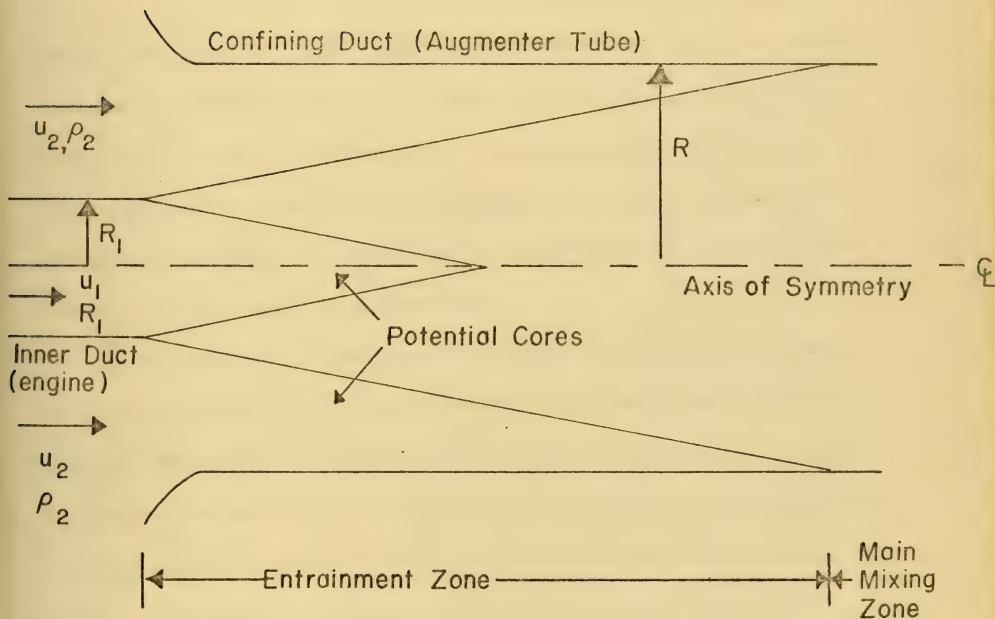 Confining Duct (Augmenter Tube)
u₂,ρ₂
R
R₁
u₁
R₁
℄
Axis of Symmetry
Potential Cores
Inner Duct
(engine)
u₂
ρ₂
Entrainment Zone
Main
Mixing
Zone